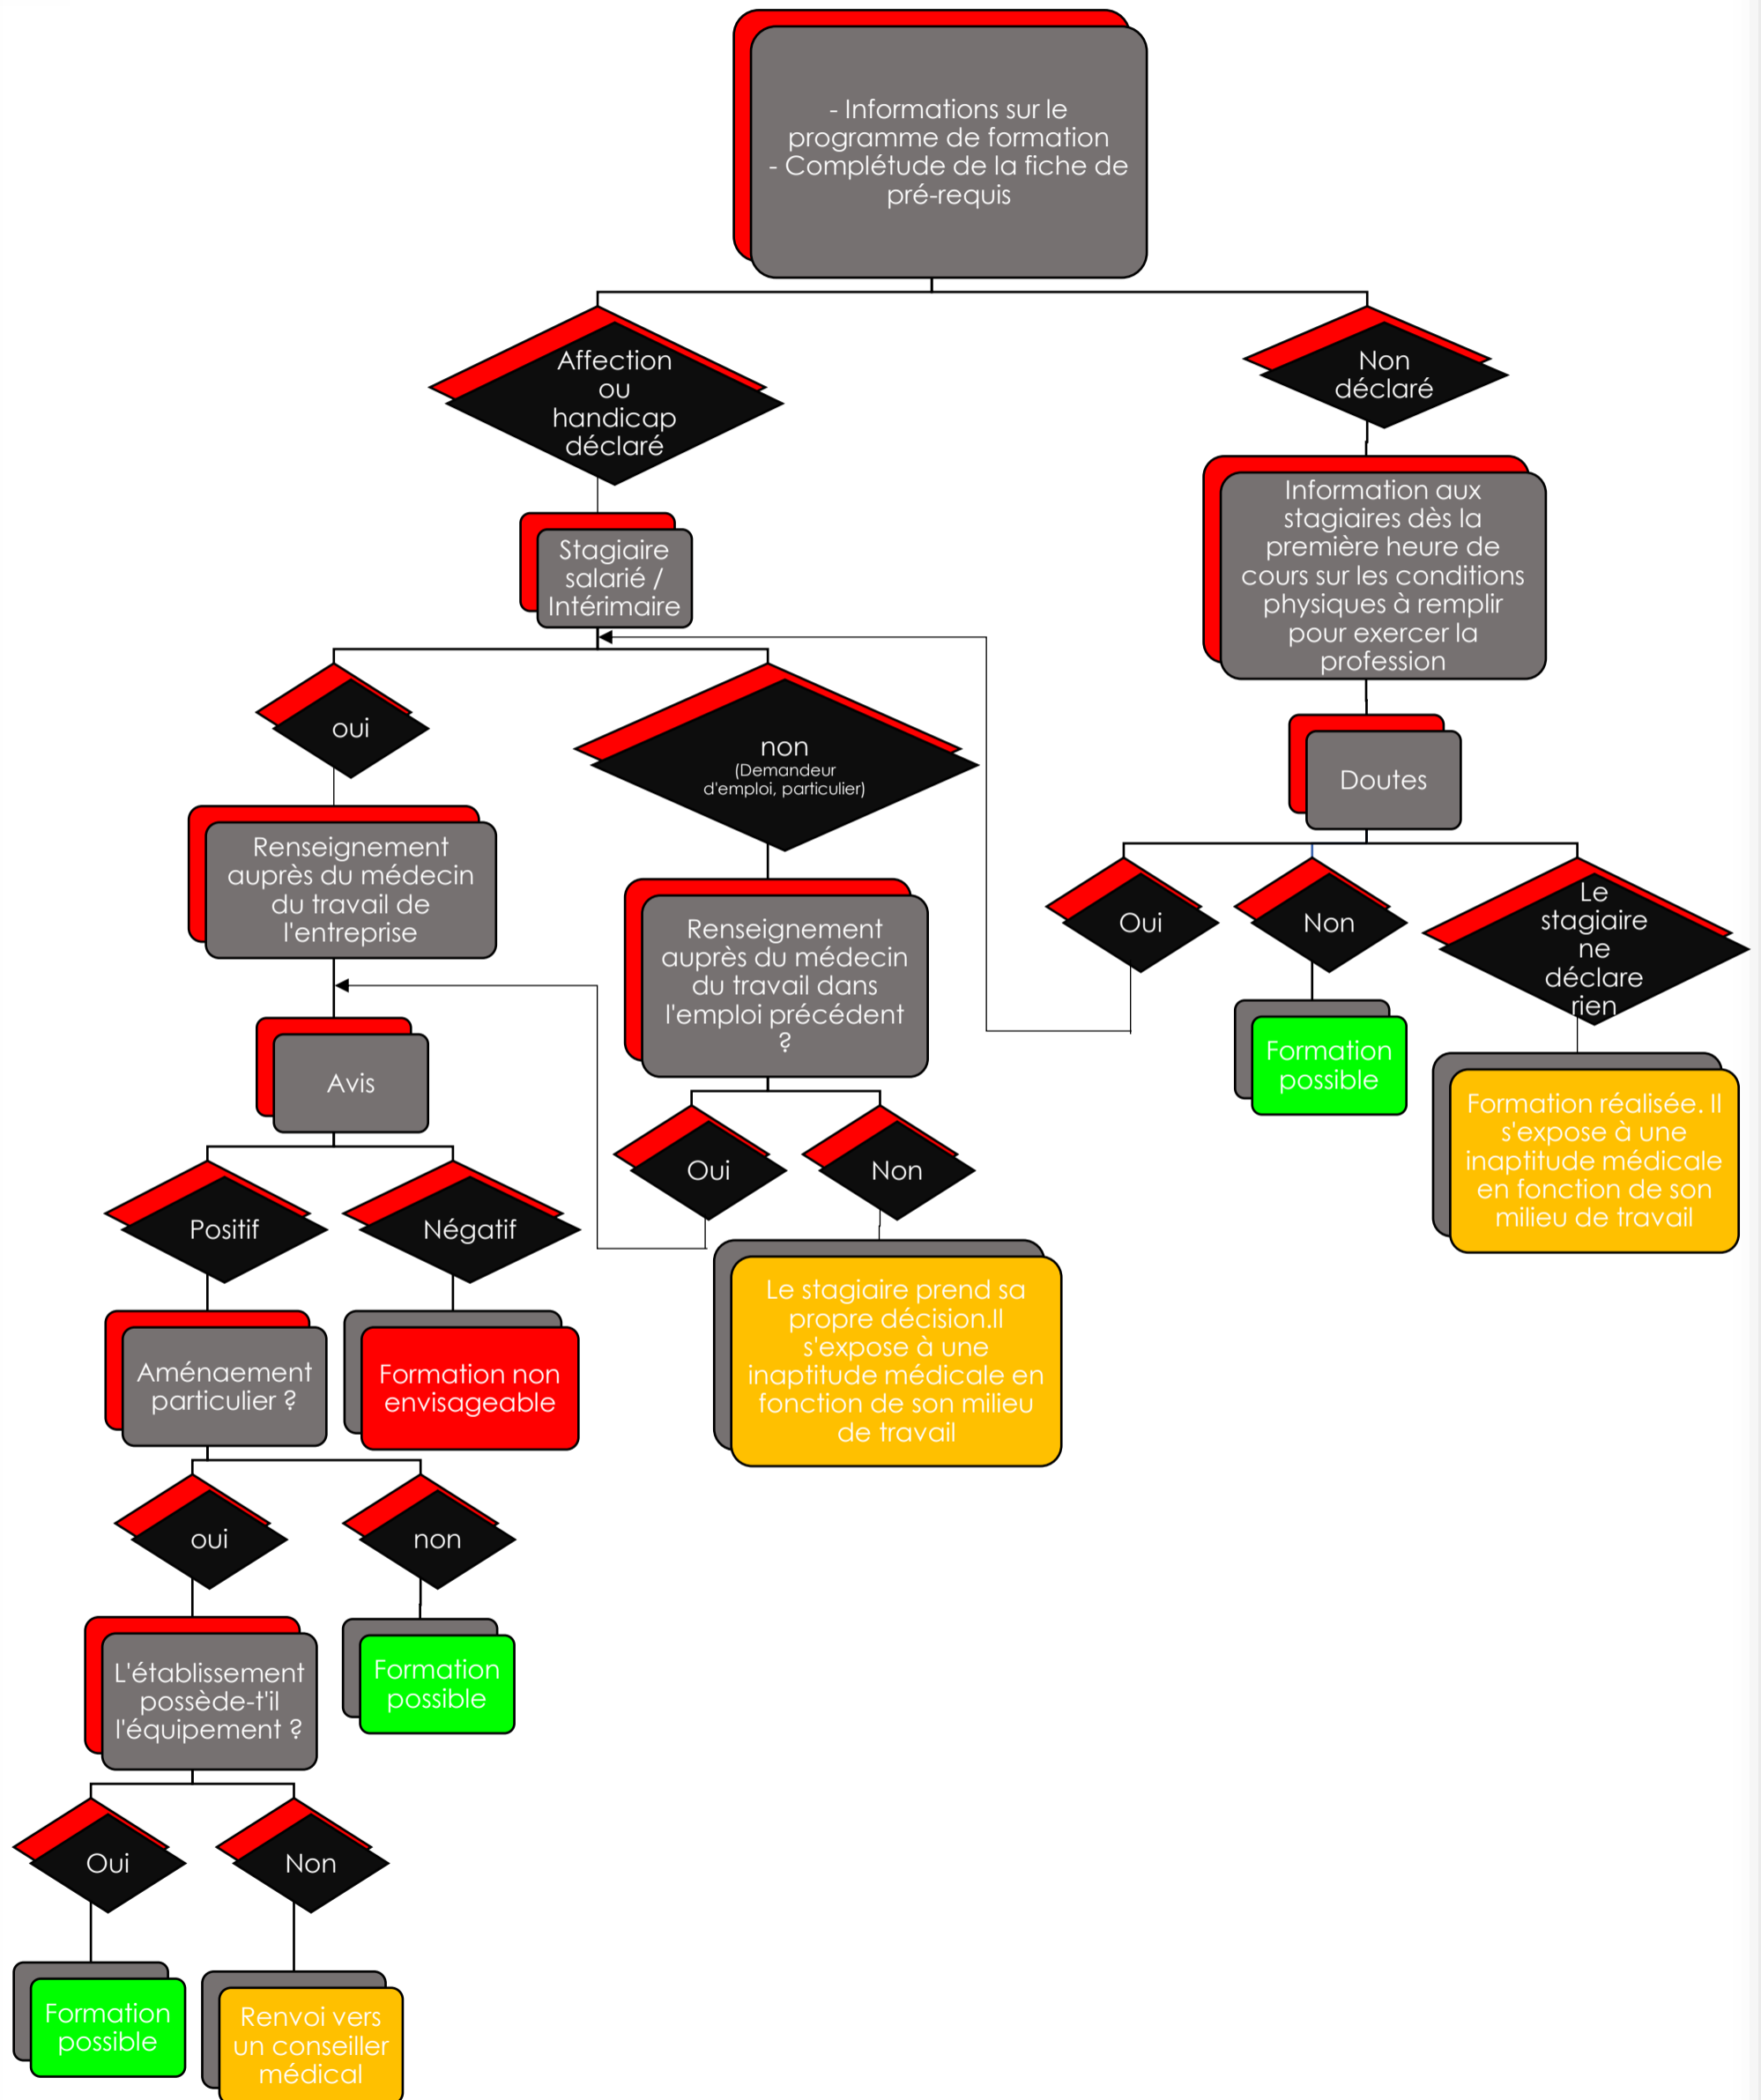 - Informations sur le
programme de formation
- Complétude de la fiche de
pré-requis
Affection
ou
handicap
déclaré
Non
déclaré
Stagiaire
salarié /
Intérimaire
Information aux
stagiaires dès la
première heure de
cours sur les conditions
physiques à remplir
pour exercer la
profession
oui
non
(Demandeur
d'emploi, particulier)
Doutes
Renseignement
auprès du médecin
du travail de
l'entreprise
Renseignement
auprès du médecin
du travail dans
l'emploi précédent
?
Oui
Non
Le
stagiaire
ne
déclare
rien
Avis
Formation
possible
Formation réalisée. Il
s'expose à une
inaptitude médicale
en fonction de son
milieu de travail
Oui
Non
Positif
Négatif
Le stagiaire prend sa
propre décision.Il
s'expose à une
inaptitude médicale en
fonction de son milieu
de travail
Aménaement
particulier ?
Formation non
envisageable
oui
non
L'établissement
possède-t'il
l'équipement ?
Formation
possible
Oui
Non
Formation
possible
Renvoi vers
un conseiller
médical